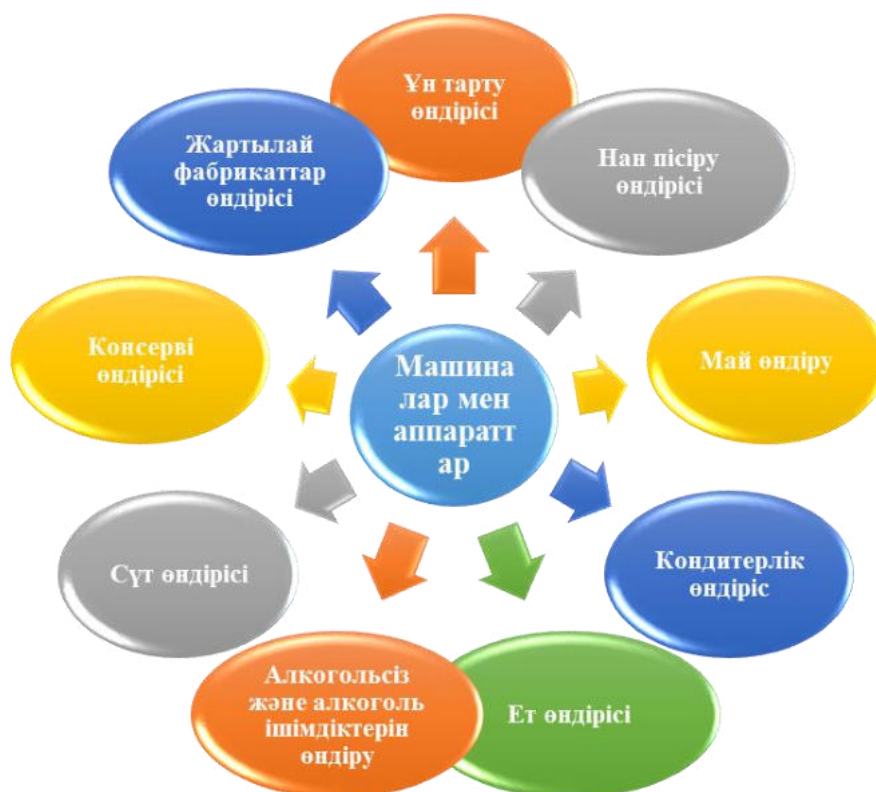 Ұн тарту
өндірісі
Нан пісіру
өндірісі
Май өндіру
Кондитерлік
өндіріс
Ет өндірісі
Алкогольсіз
және алкоголь
ішімдіктерін
өндіру
Сүт өндірісі
Консерві
өндірісі
Жартылай
фабрикаттар
өндірісі
Машина
лар мен
аппаратт
ар